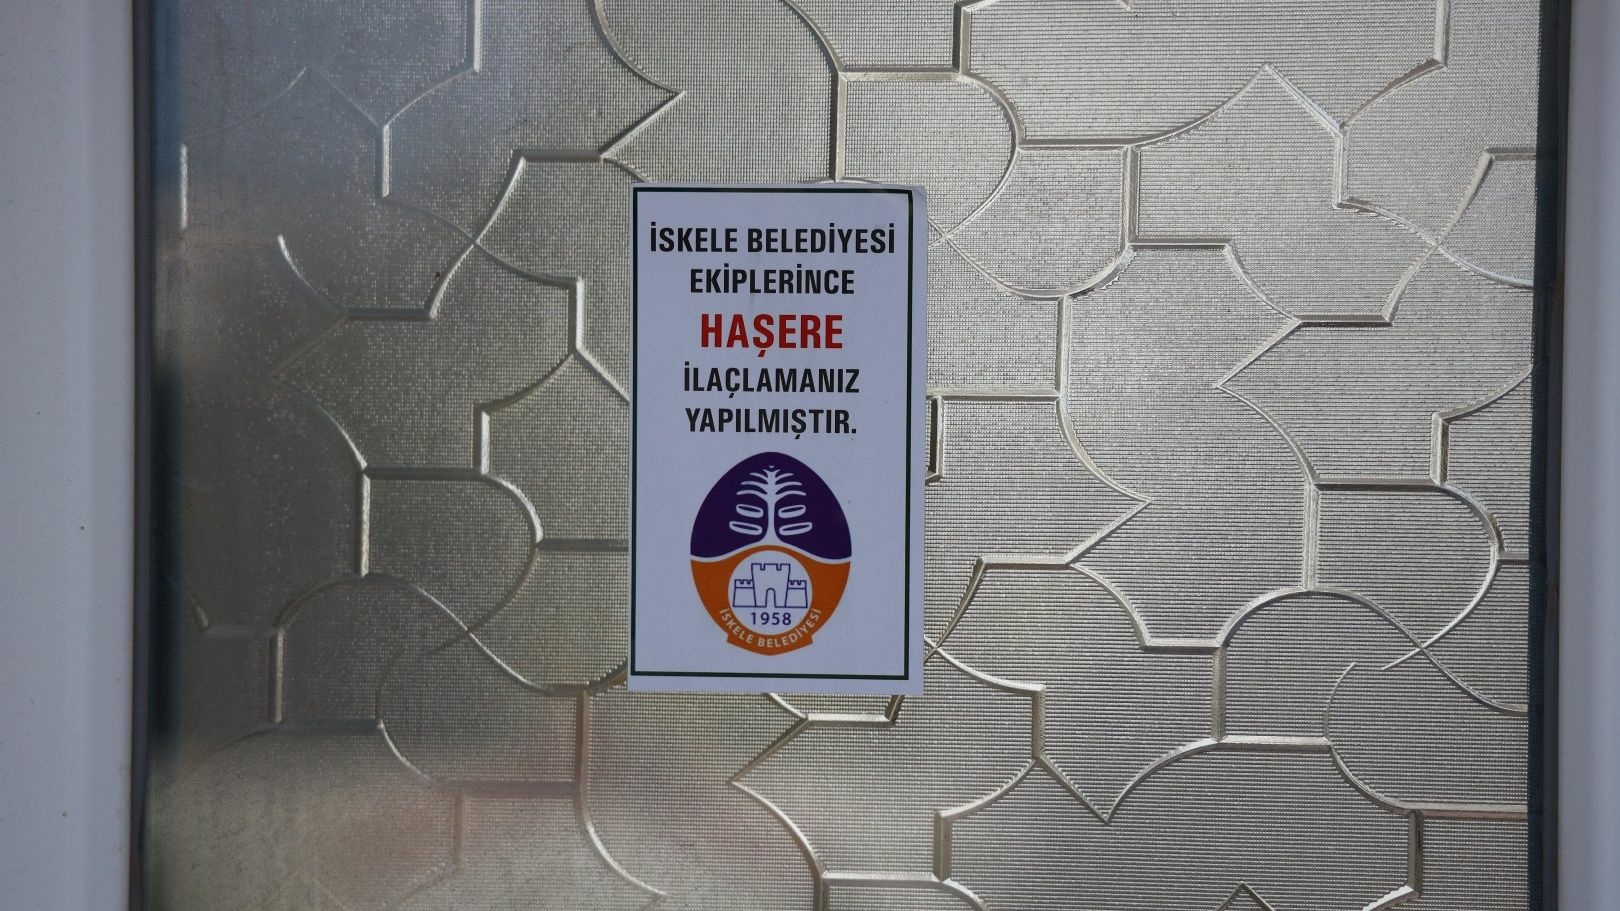 İSKELE BELEDİYESİ
EKİPLERİNCE
HAŞERE
İLAÇLAMANIZ
YAPILMIŞTIR.
1958
İSKELE BELEDİYESİ